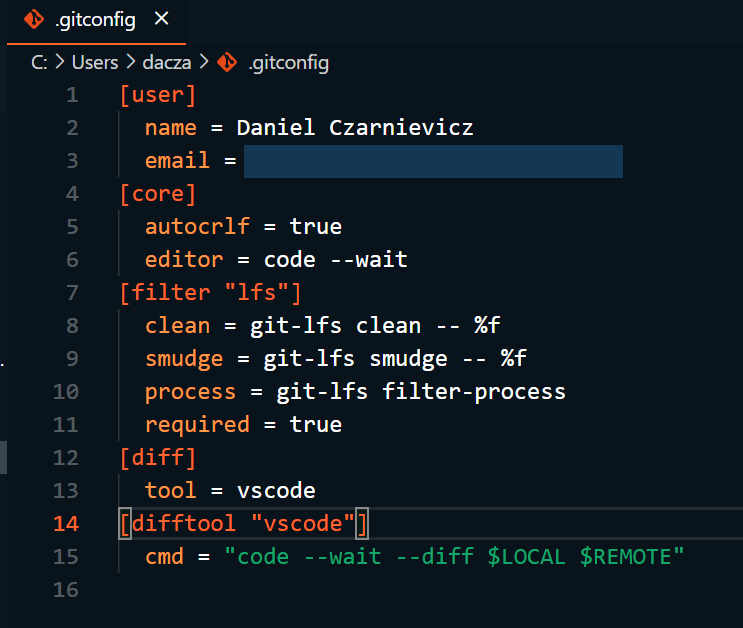 .gitconfig ×
C: > Users > dacza > .gitconfig
1 [user]
2 name = Daniel Czarnievicz
3 email =
4 [core]
5 autocrlf = true
6 editor = code --wait
7 [filter "lfs"]
8 clean = git-lfs clean -- %f
9 smudge = git-lfs smudge -- %f
10 process = git-lfs filter-process
11 required = true
12 [diff]
13 tool = vscode
14 [difftool "vscode"]
15 cmd = "code --wait --diff $LOCAL $REMOTE"
16